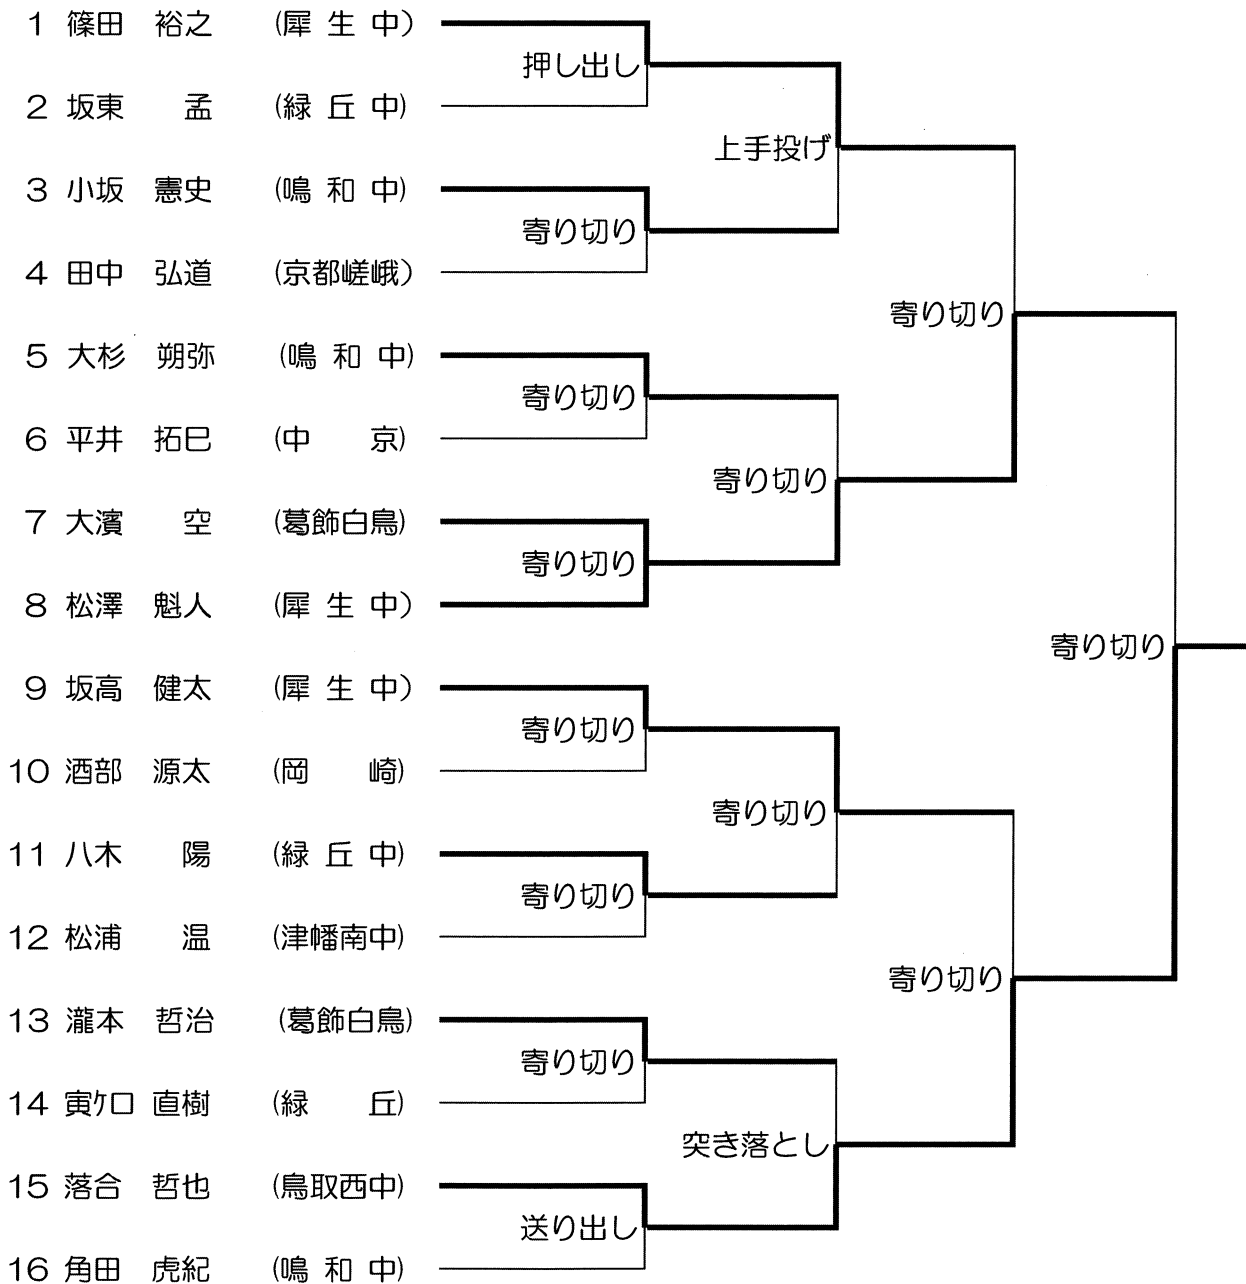 1 篠田 裕之 (犀生中)
押し出し
2 坂東 孟 (緑丘中)
上手投げ
3 小坂 憲史 (鳴和中)
寄り切り
4 田中 弘道 (京都嵯峨)
寄り切り
5 大杉 朔弥 (鳴和中)
寄り切り
6 平井 拓巳 (中京)
寄り切り
7 大濱 空 (葛飾白鳥)
寄り切り
8 松澤 魁人 (犀生中)
寄り切り
9 坂高 健太 (犀生中)
寄り切り
10 酒部 源太 (岡崎)
寄り切り
11 八木 陽 (緑丘中)
寄り切り
12 松浦 温 (津幡南中)
寄り切り
13 瀧本 哲治 (葛飾白鳥)
寄り切り
14 寅ケ口 直樹 (緑丘)
突き落とし
15 落合 哲也 (鳥取西中)
送り出し
16 角田 虎紀 (鳴和中)